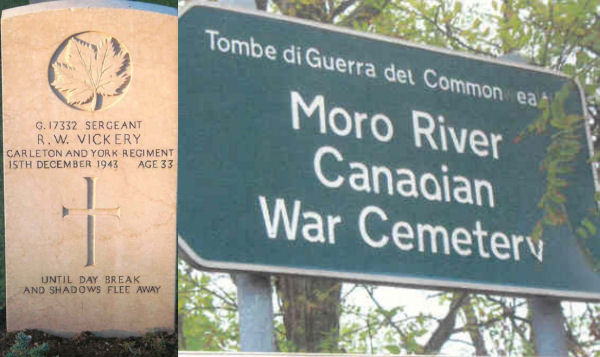 G. 17332 SERGEANT
R. W. VICKERY
CARLETON AND YORK REGIMENT
15TH DECEMBER 1943 AGE 33
UNTIL DAY BREAK
AND SHADOWS FLEE AWAY
Tombe di Guerra del Commonwealth
Moro River
Canadian
War Cemetery